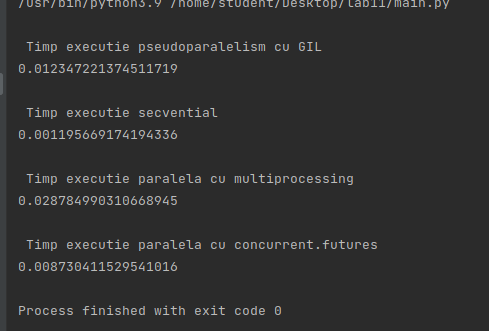 /usr/bin/python3.9 /home/student/Desktop/lab11/main.py
Timp executie pseudoparalelism cu GIL
0.012347221374511719
Timp executie secvential
0.001195669174194336
Timp executie paralela cu multiprocessing
0.028784990310668945
Timp executie paralela cu concurrent.futures
0.008730411529541016
Process finished with exit code 0